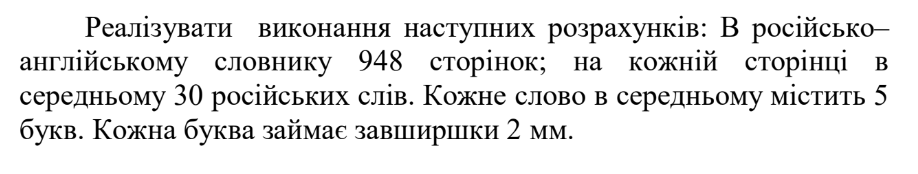 Реалізувати виконання наступних розрахунків: В російсько–
англійському словнику 948 сторінок; на кожній сторінці в
середньому 30 російських слів. Кожне слово в середньому містить 5
букв. Кожна буква займає завширшки 2 мм.